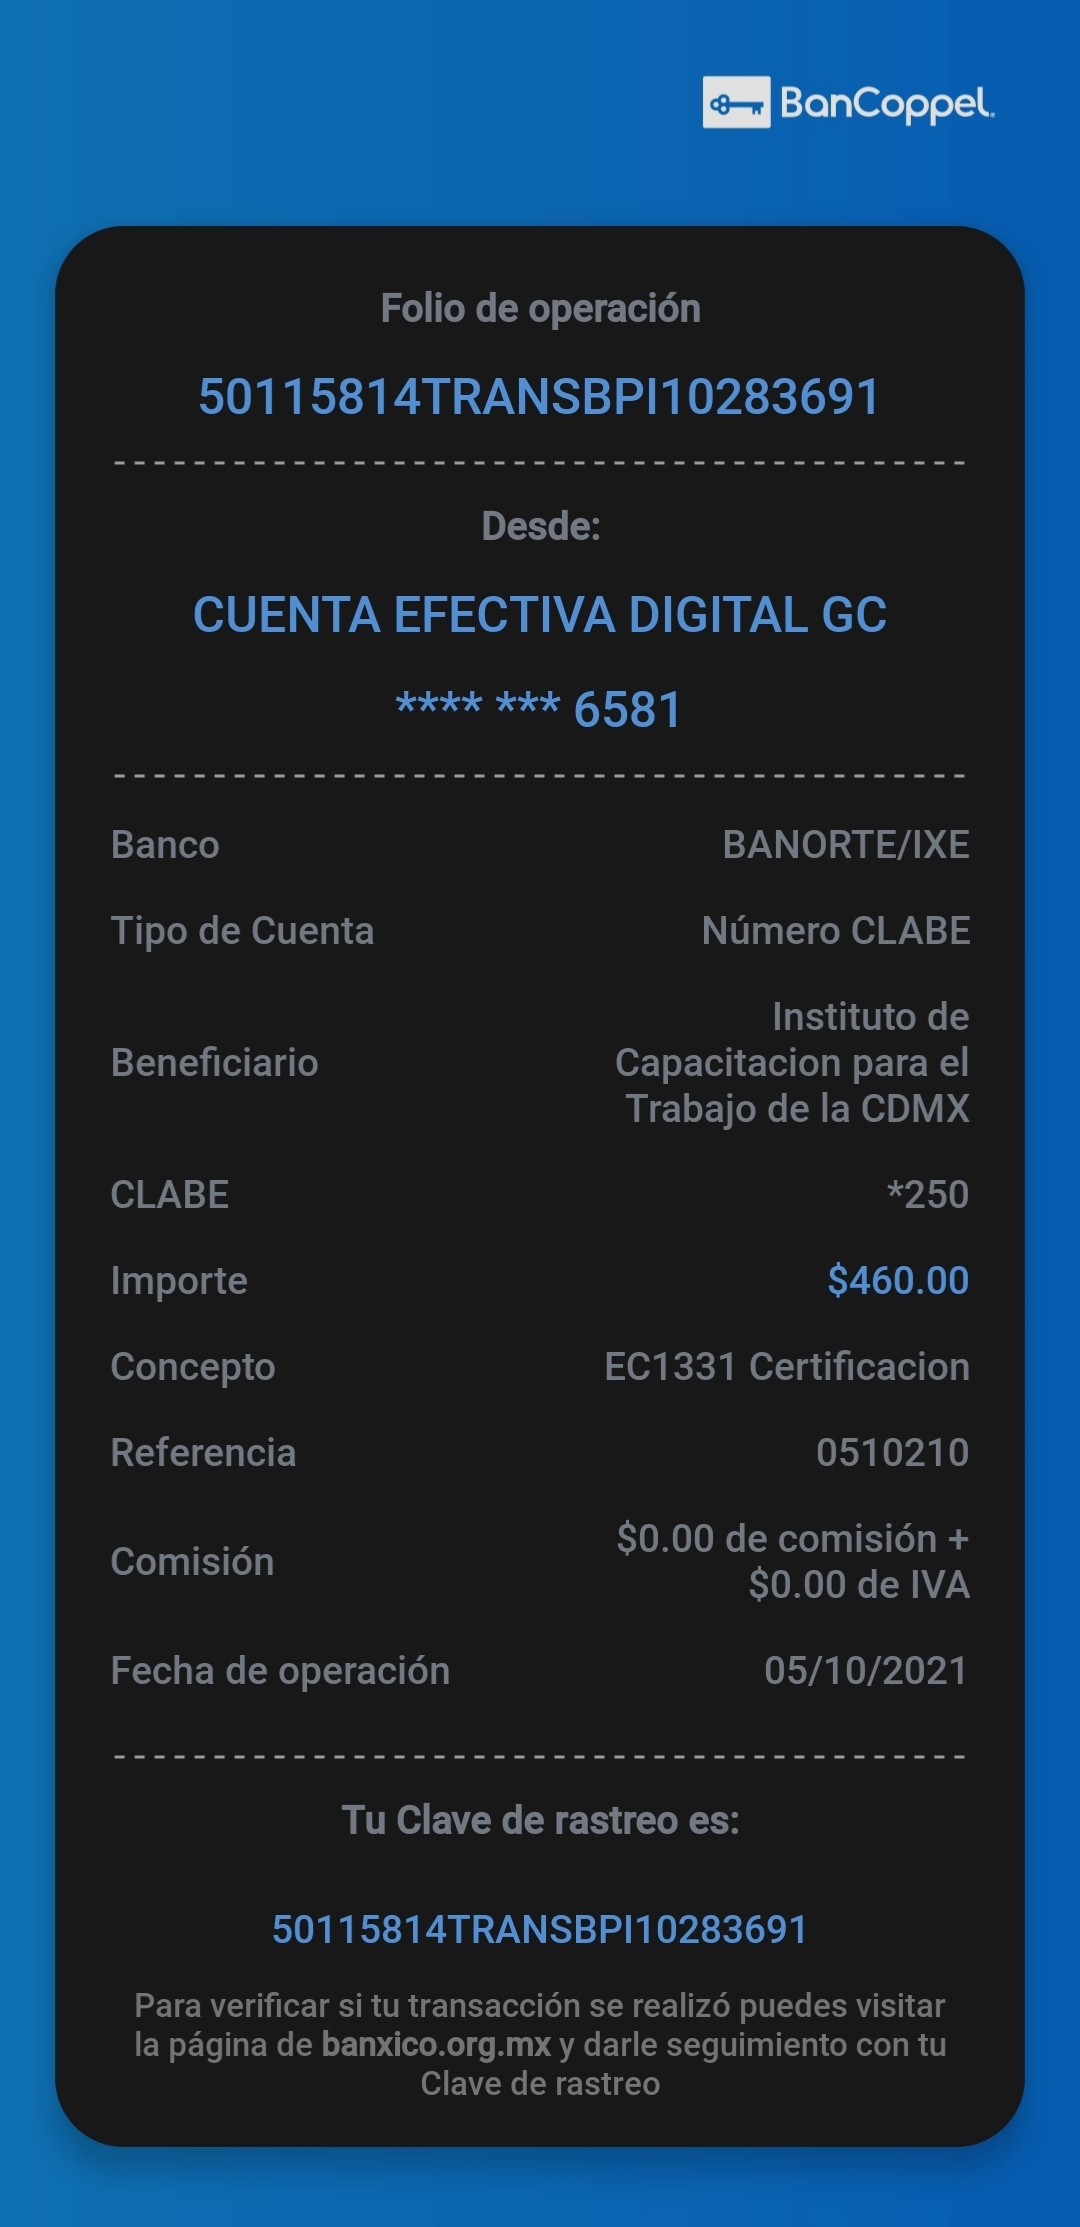 BanCoppel.
Folio de operación
50115814TRANSBPI10283691
Desde:
CUENTA EFECTIVA DIGITAL GC
**** *** 6581
Banco BANORTE/IXE
Tipo de Cuenta Número CLABE
Beneficiario Instituto de
Capacitacion para el
Trabajo de la CDMX
CLABE *250
Importe $460.00
Concepto EC1331 Certificacion
Referencia 0510210
Comisión $0.00 de comisión +
$0.00 de IVA
Fecha de operación 05/10/2021
Tu Clave de rastreo es:
50115814TRANSBPI10283691
Para verificar si tu transacción se realizó puedes visitar
la página de banxico.org.mx y darle seguimiento con tu
Clave de rastreo